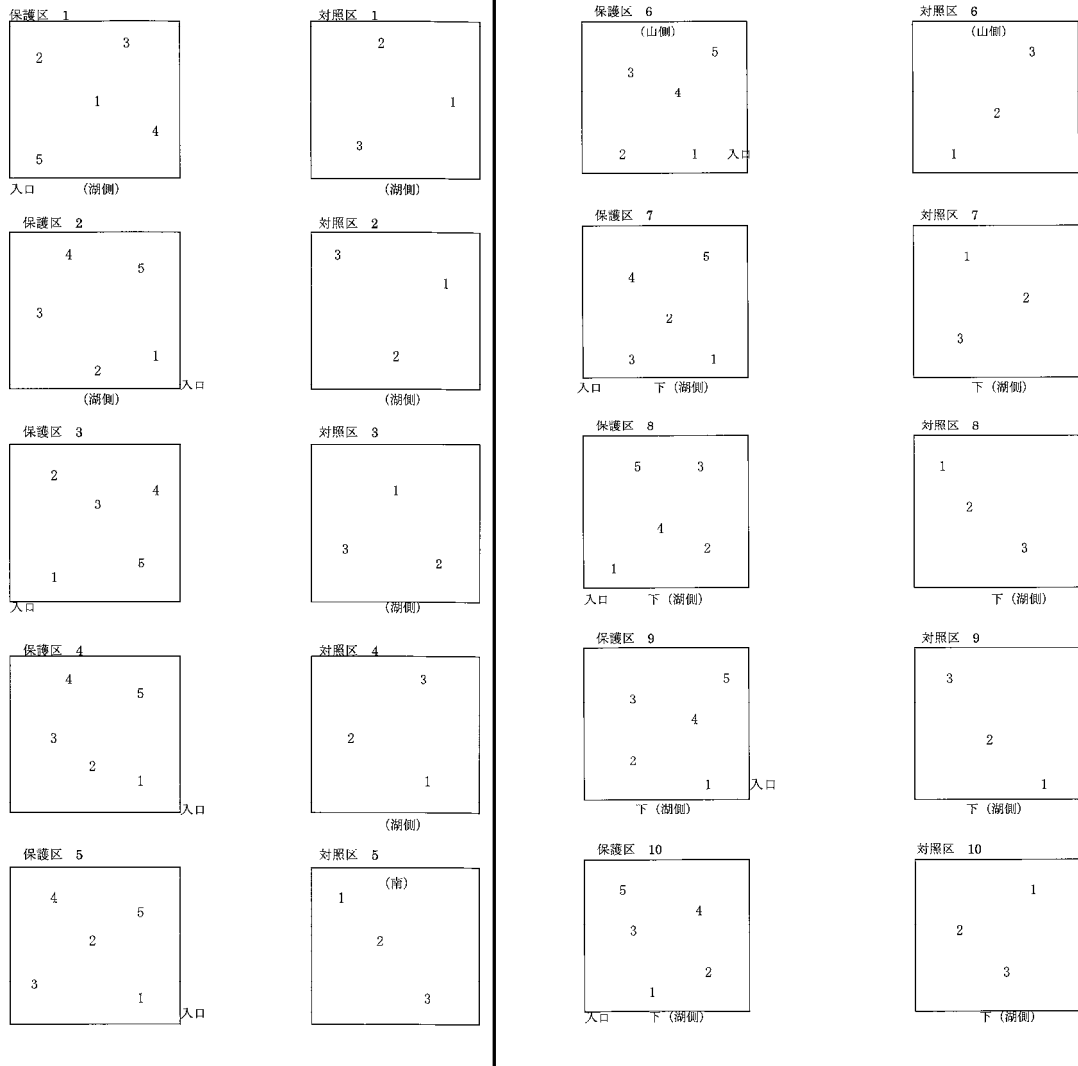 保護区 1
3
2
1
4
5
入口 (湖側)
対照区 1
2
1
3
(湖側)
保護区 2
4
5
3
1
2
入口
(湖側)
対照区 2
3
1
2
(湖側)
保護区 3
2
4
3
5
1
入口
対照区 3
1
3
2
(湖側)
保護区 4
4
5
3
2
1
入口
対照区 4
3
2
1
(湖側)
保護区 5
4
5
2
3
1
入口
対照区 5
(南)
1
2
3
保護区 6
(山側)
5
3
4
2 1 入口
対照区 6
(山側)
3
2
1
保護区 7
5
4
2
3 1
入口 下 (湖側)
対照区 7
1
2
3
下 (湖側)
保護区 8
5 3
4
2
1
入口 下 (湖側)
対照区 8
1
2
3
下 (湖側)
保護区 9
5
3
4
2
1 入口
下 (湖側)
対照区 9
3
2
1
下 (湖側)
保護区 10
5
4
3
2
1
入口 下 (湖側)
対照区 10
1
2
3
下 (湖側)